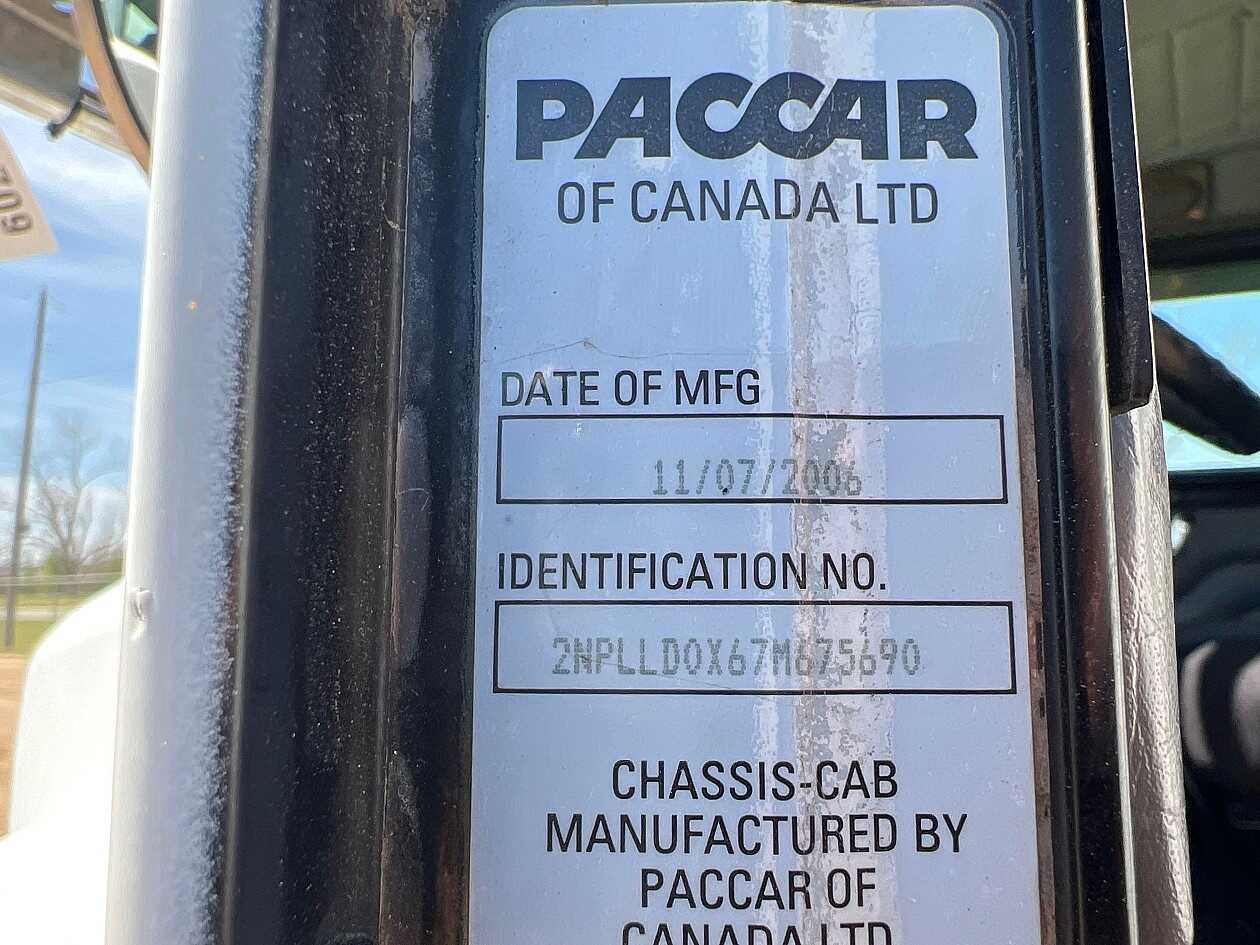 PACCAR
OF CANADA LTD
DATE OF MFG
11/07/2006
IDENTIFICATION NO.
2NPLLD0X67M675690
CHASSIS-CAB
MANUFACTURED BY
PACCAR OF
CANADA LTD
709